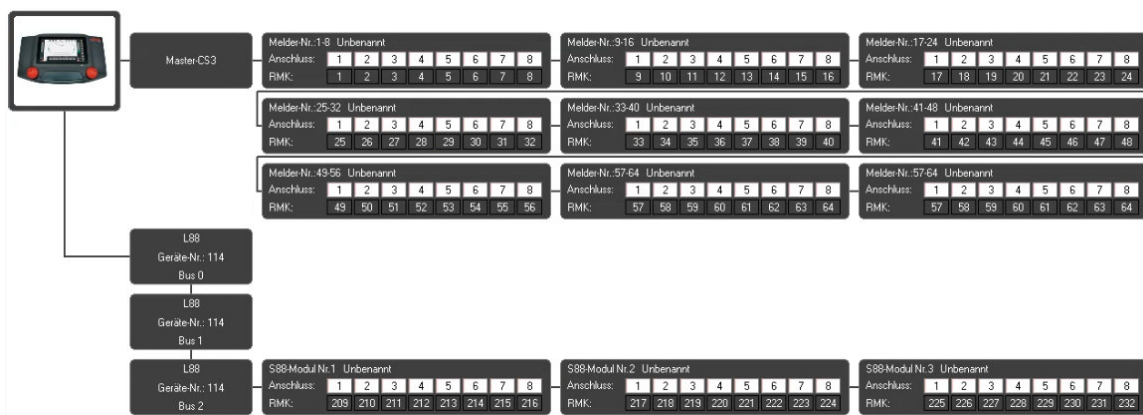 Master-CS3
Melder-Nr.:1-8 Unbenannt
Anschluss: 1 2 3 4 5 6 7 8
RMK: 1 2 3 4 5 6 7 8
Melder-Nr.:9-16 Unbenannt
Anschluss: 1 2 3 4 5 6 7 8
RMK: 9 10 11 12 13 14 15 16
Melder-Nr.:17-24 Unbenannt
Anschluss: 1 2 3 4 5 6 7 8
RMK: 17 18 19 20 21 22 23 24
Melder-Nr.:25-32 Unbenannt
Anschluss: 1 2 3 4 5 6 7 8
RMK: 25 26 27 28 29 30 31 32
Melder-Nr.:33-40 Unbenannt
Anschluss: 1 2 3 4 5 6 7 8
RMK: 33 34 35 36 37 38 39 40
Melder-Nr.:41-48 Unbenannt
Anschluss: 1 2 3 4 5 6 7 8
RMK: 41 42 43 44 45 46 47 48
Melder-Nr.:49-56 Unbenannt
Anschluss: 1 2 3 4 5 6 7 8
RMK: 49 50 51 52 53 54 55 56
Melder-Nr.:57-64 Unbenannt
Anschluss: 1 2 3 4 5 6 7 8
RMK: 57 58 59 60 61 62 63 64
Melder-Nr.:57-64 Unbenannt
Anschluss: 1 2 3 4 5 6 7 8
RMK: 57 58 59 60 61 62 63 64
L88
Geräte-Nr.: 114
Bus 0
L88
Geräte-Nr.: 114
Bus 1
L88
Geräte-Nr.: 114
Bus 2
S88-Modul Nr.1 Unbenannt
Anschluss: 1 2 3 4 5 6 7 8
RMK: 209 210 211 212 213 214 215 216
S88-Modul Nr.2 Unbenannt
Anschluss: 1 2 3 4 5 6 7 8
RMK: 217 218 219 220 221 222 223 224
S88-Modul Nr.3 Unbenannt
Anschluss: 1 2 3 4 5 6 7 8
RMK: 225 226 227 228 229 230 231 232